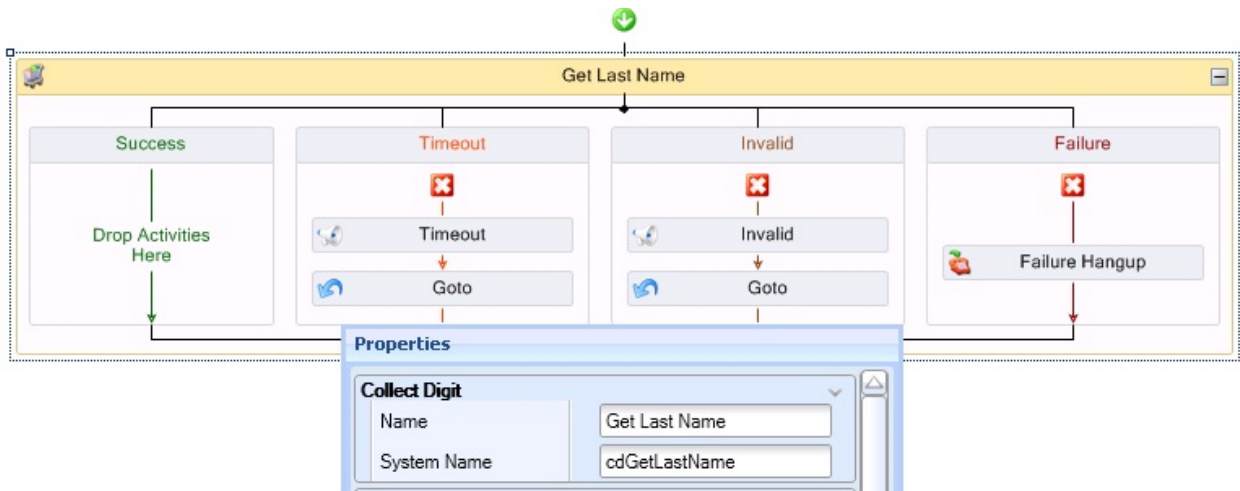 Get Last Name
Success Timeout Invalid Failure
Drop Activities Timeout Invalid
Here Failure Hangup
Goto Goto
Properties
Collect Digit
Name Get Last Name
System Name cdGetLastName